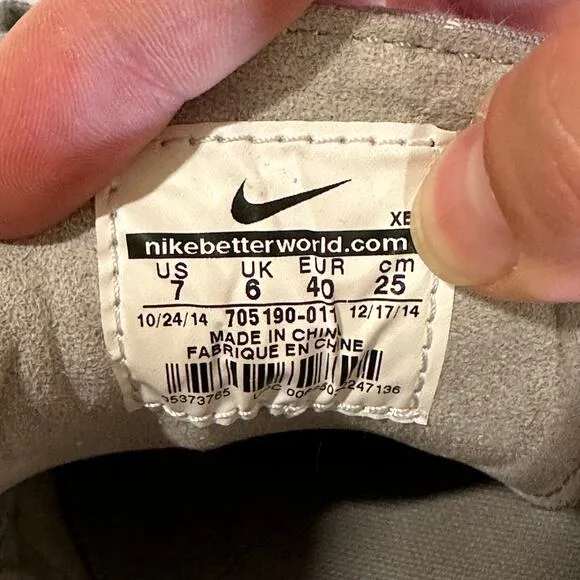 XE
nikebetterworld.com
US UK EUR cm
7 6 40 25
10/24/14 705190-011 12/17/14
MADE IN CHINA
FABRIQUE EN CHINE